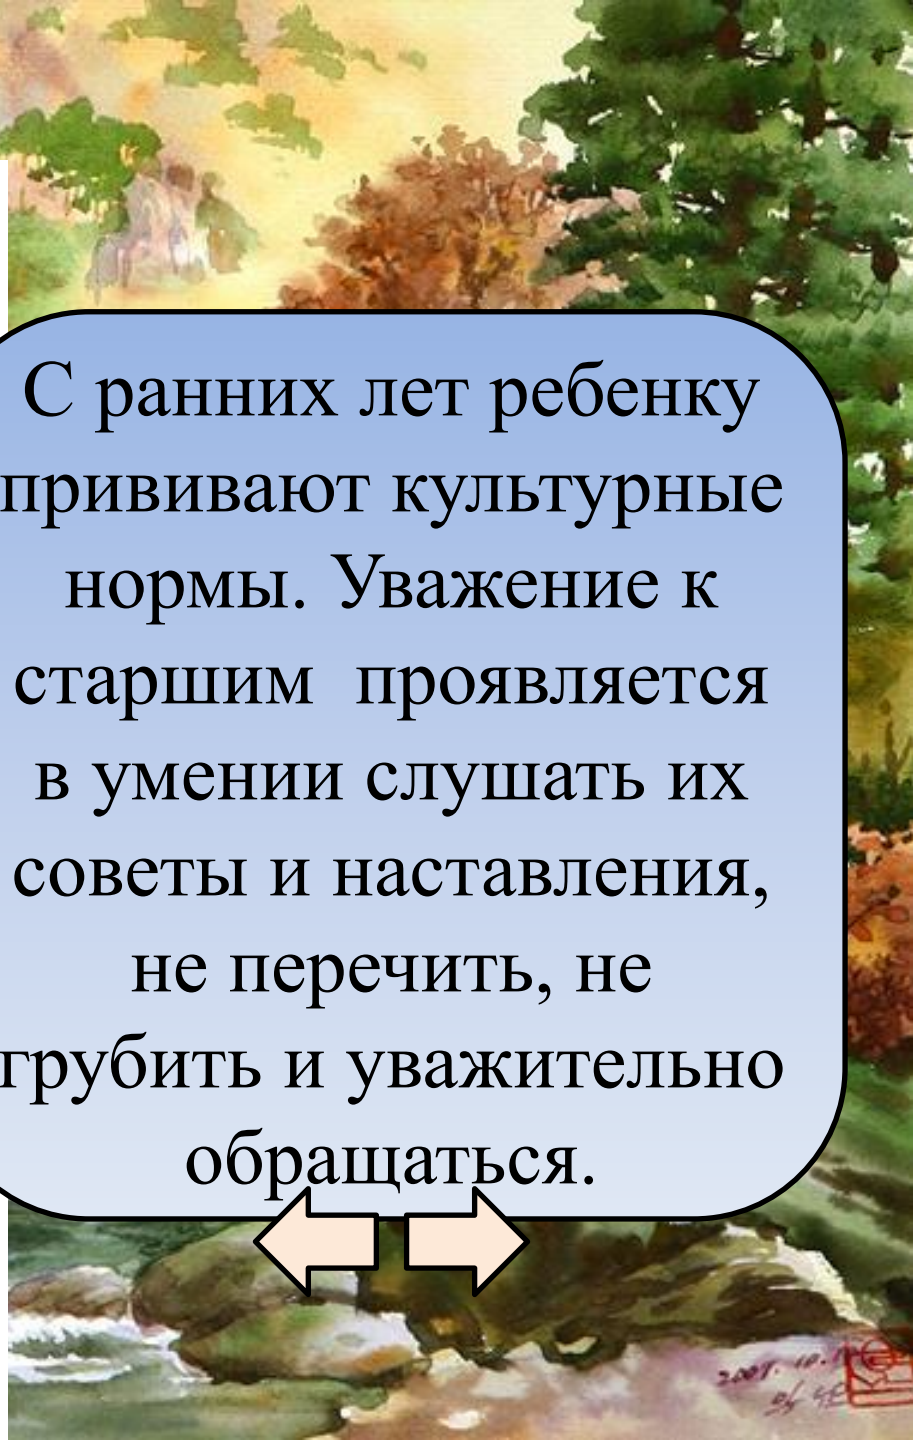 С ранних лет ребенку
прививают культурные
нормы. Уважение к
старшим проявляется
в умении слушать их
советы и наставления,
не перечить, не
грубить и уважительно
обращаться.